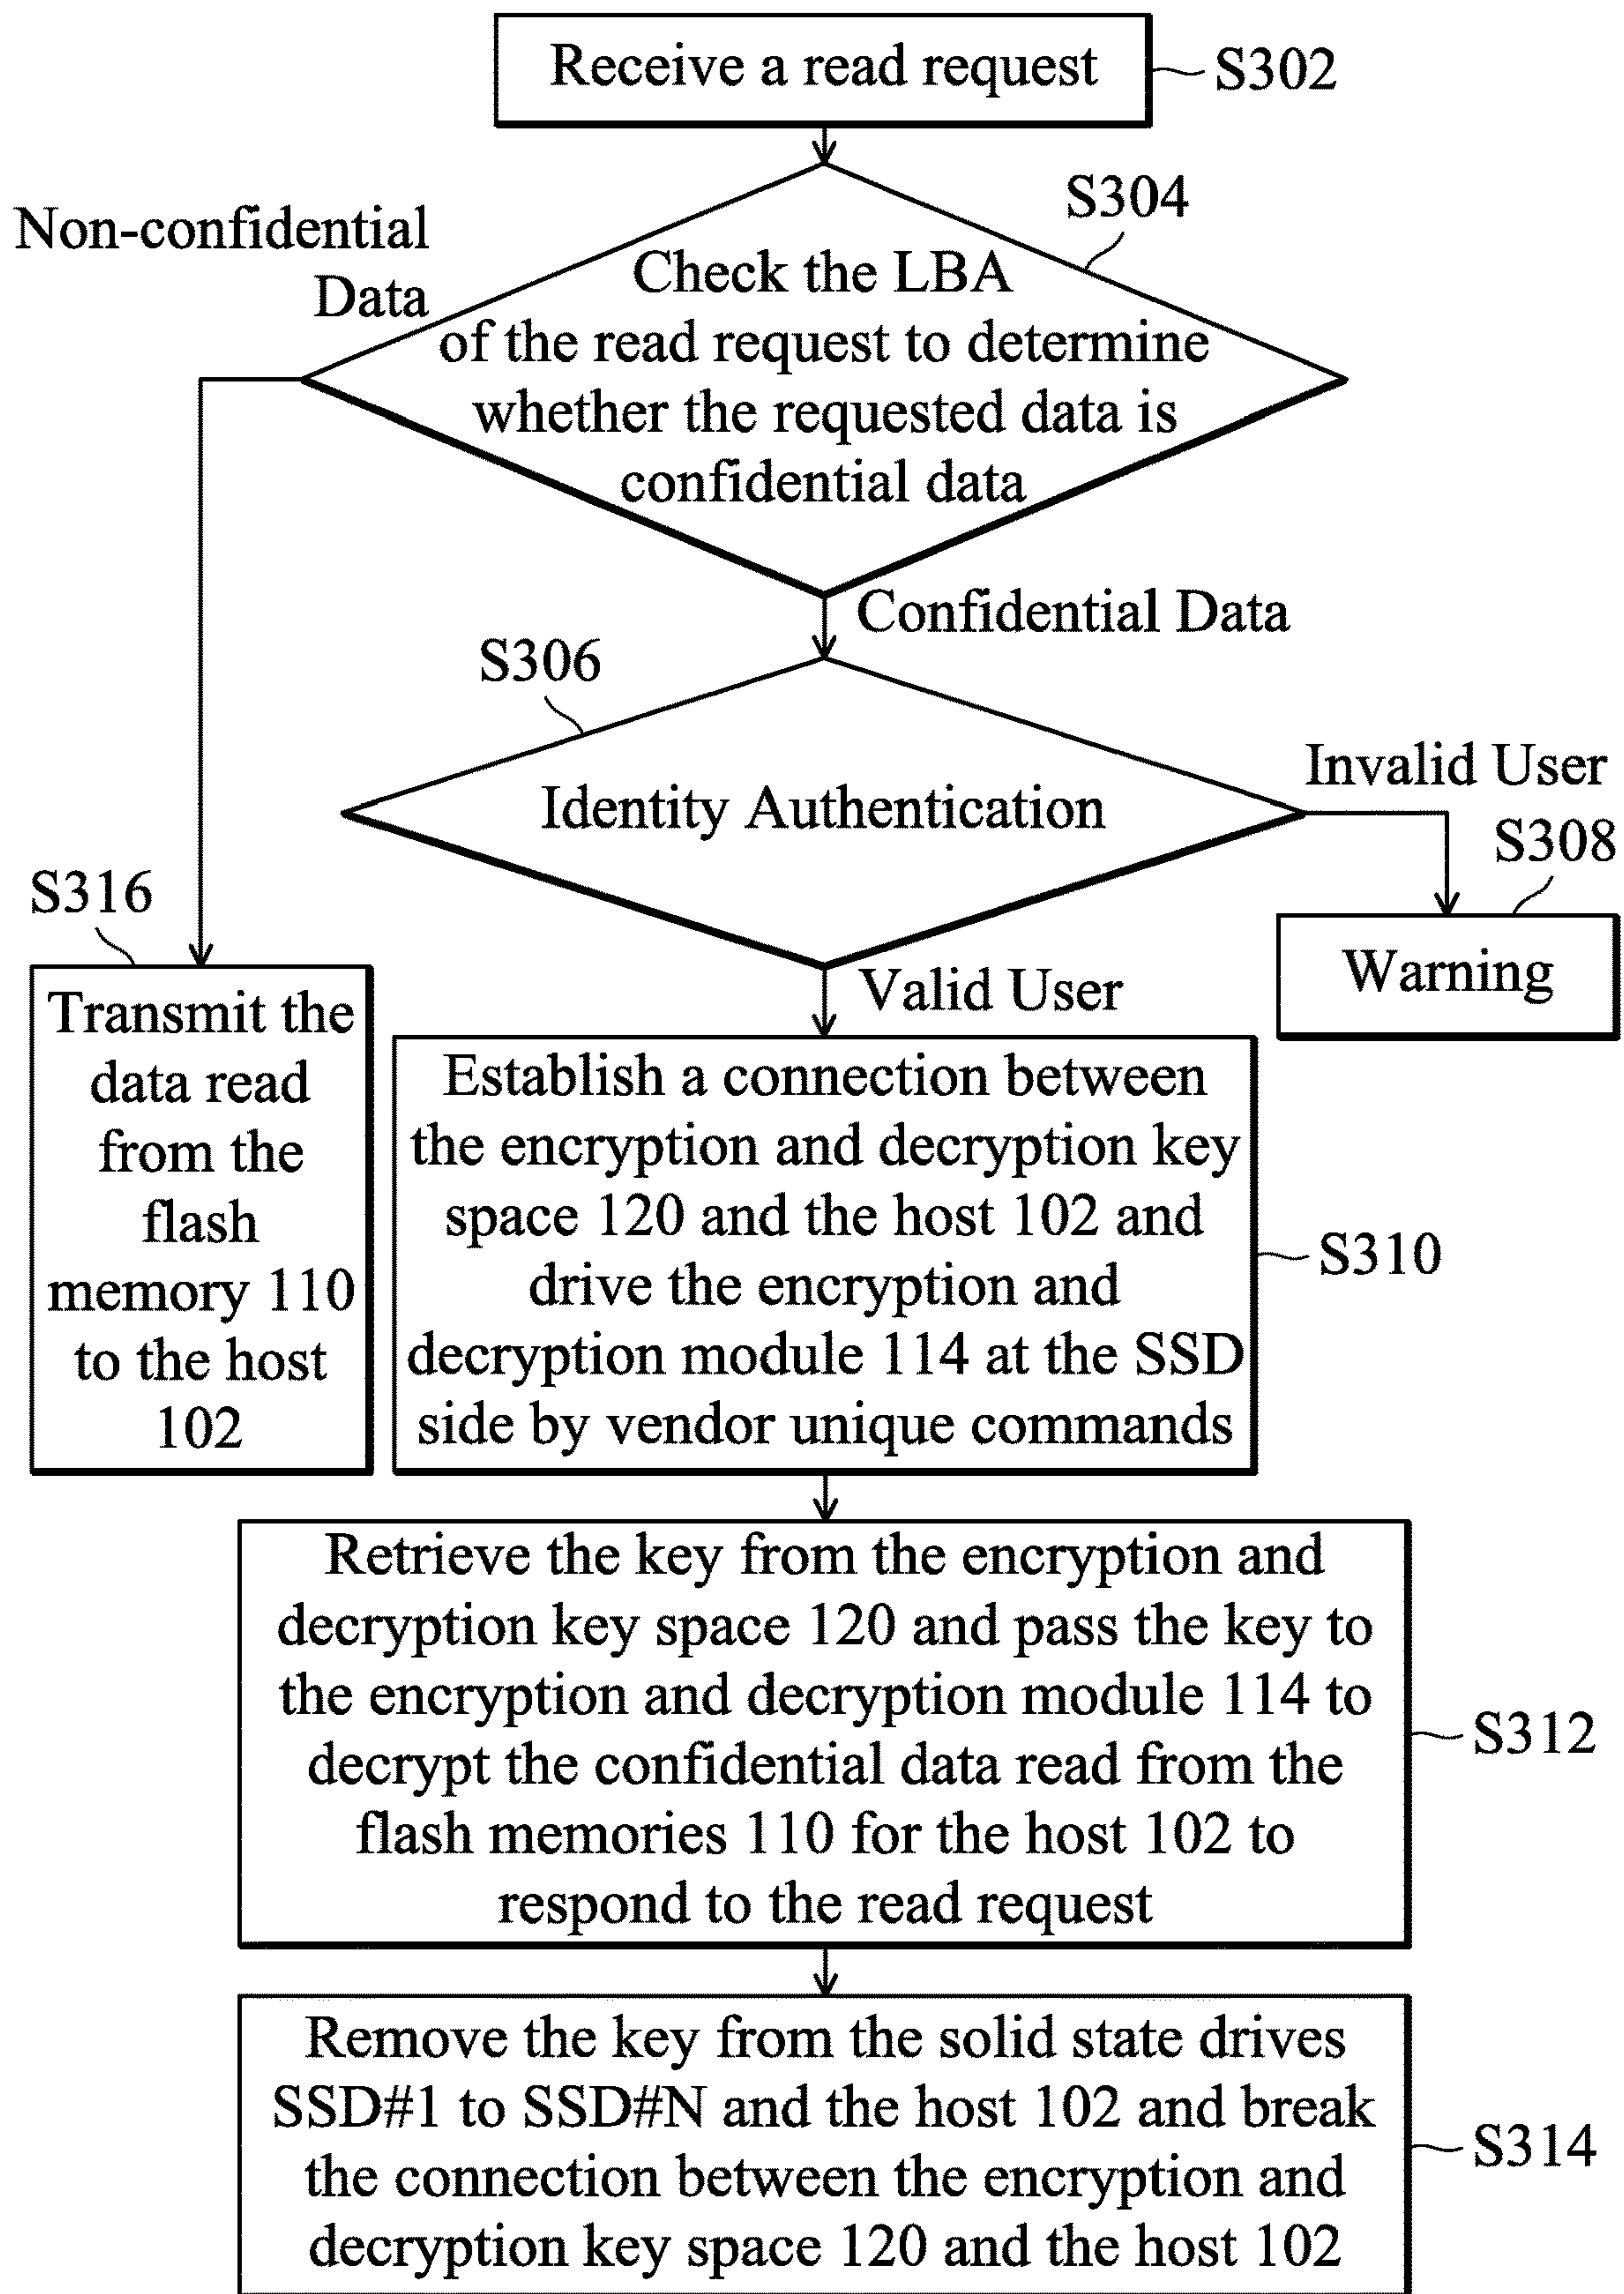 Receive a read request
S302
S304
Non-confidential
Data
Check the LBA
of the read request to determine
whether the requested data is
confidential data
Confidential Data
S306
Identity Authentication
Invalid User
S308
Warning
S316
Transmit the
data read
from the
flash
memory 110
to the host
102
Valid User
Establish a connection between
the encryption and decryption key
space 120 and the host 102 and
drive the encryption and
decryption module 114 at the SSD
side by vendor unique commands
S310
Retrieve the key from the encryption and
decryption key space 120 and pass the key to
the encryption and decryption module 114 to
decrypt the confidential data read from the
flash memories 110 for the host 102 to
respond to the read request
S312
Remove the key from the solid state drives
SSD#1 to SSD#N and the host 102 and break
the connection between the encryption and
decryption key space 120 and the host 102
S314